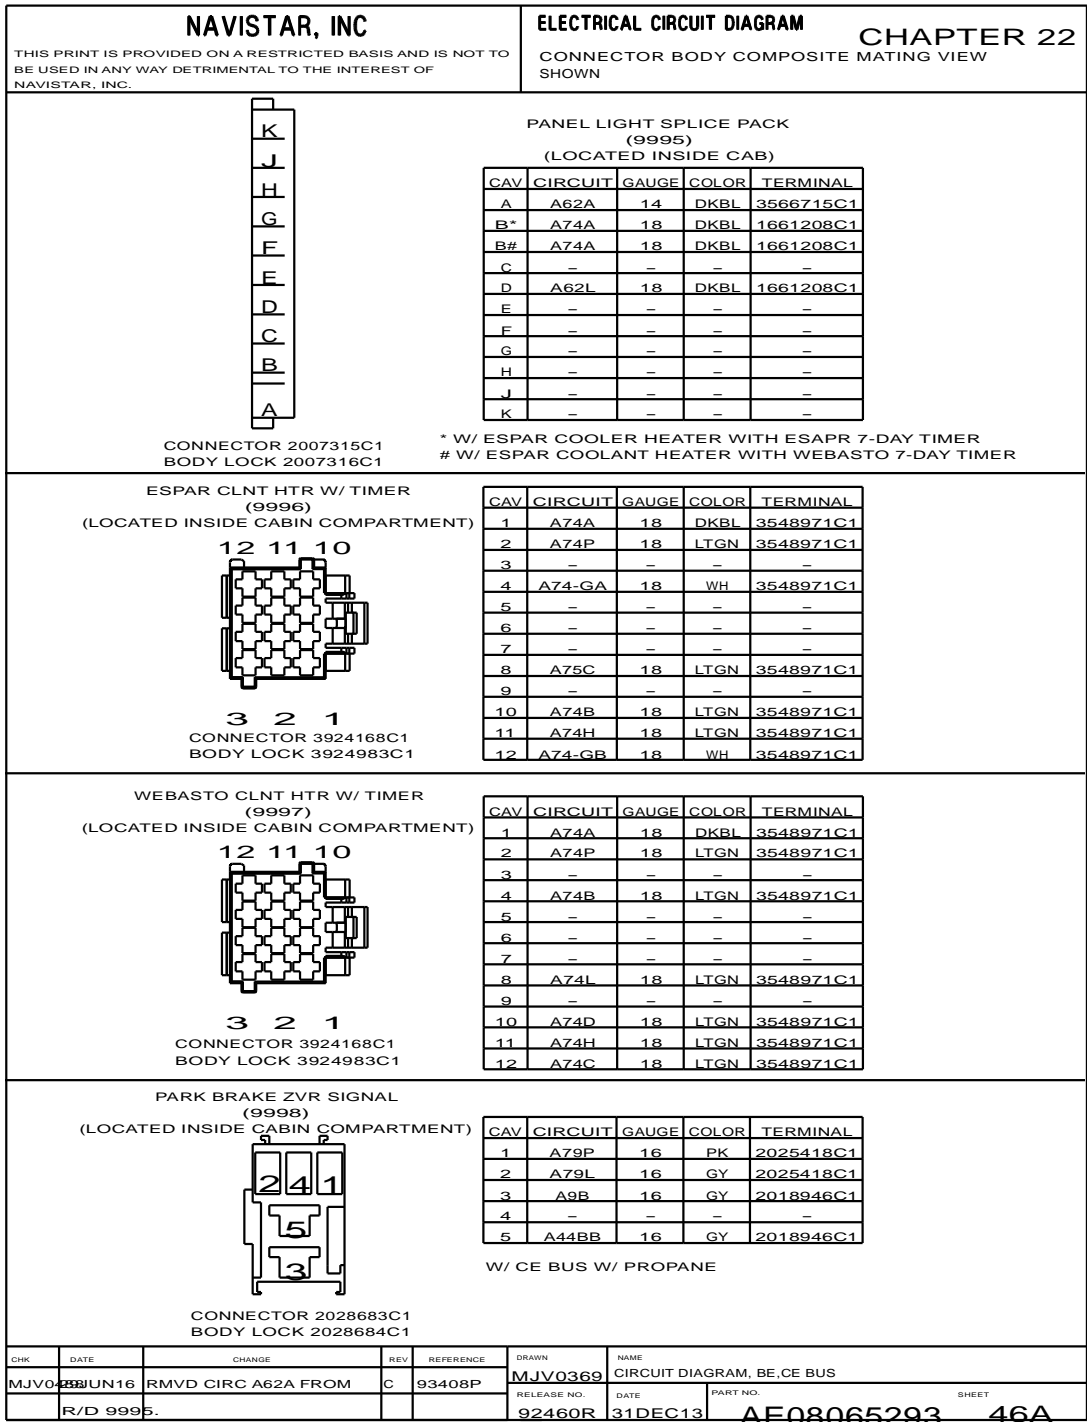 NAVISTAR, INC
THIS PRINT IS PROVIDED ON A RESTRICTED BASIS AND IS NOT TO
BE USED IN ANY WAY DETRIMENTAL TO THE INTEREST OF
NAVISTAR, INC.
ELECTRICAL CIRCUIT DIAGRAM
CHAPTER 22
CONNECTOR BODY COMPOSITE MATING VIEW
SHOWN
K
J
H
G
F
E
D
C
B
A
CONNECTOR 2007315C1
BODY LOCK 2007316C1
PANEL LIGHT SPLICE PACK
(9995)
(LOCATED INSIDE CAB)
CAV CIRCUIT GAUGE COLOR TERMINAL
A A62A 14 DKBL 3566715C1
B* A74A 18 DKBL 1661208C1
B# A74A 18 DKBL 1661208C1
C – – – –
D A62L 18 DKBL 1661208C1
E – – – –
F – – – –
G – – – –
H – – – –
J – – – –
K – – – –
* W/ ESPAR COOLER HEATER WITH ESAPR 7-DAY TIMER
# W/ ESPAR COOLANT HEATER WITH WEBASTO 7-DAY TIMER
ESPAR CLNT HTR W/ TIMER
(9996)
(LOCATED INSIDE CABIN COMPARTMENT)
12 11 10
3 2 1
CONNECTOR 3924168C1
BODY LOCK 3924983C1
CAV CIRCUIT GAUGE COLOR TERMINAL
1 A74A 18 DKBL 3548971C1
2 A74P 18 LTGN 3548971C1
3 – – – –
4 A74-GA 18 WH 3548971C1
5 – – – –
6 – – – –
7 – – – –
8 A75C 18 LTGN 3548971C1
9 – – – –
10 A74B 18 LTGN 3548971C1
11 A74H 18 LTGN 3548971C1
12 A74-GB 18 WH 3548971C1
WEBASTO CLNT HTR W/ TIMER
(9997)
(LOCATED INSIDE CABIN COMPARTMENT)
12 11 10
3 2 1
CONNECTOR 3924168C1
BODY LOCK 3924983C1
CAV CIRCUIT GAUGE COLOR TERMINAL
1 A74A 18 DKBL 3548971C1
2 A74P 18 LTGN 3548971C1
3 – – – –
4 A74B 18 LTGN 3548971C1
5 – – – –
6 – – – –
7 – – – –
8 A74L 18 LTGN 3548971C1
9 – – – –
10 A74D 18 LTGN 3548971C1
11 A74H 18 LTGN 3548971C1
12 A74C 18 LTGN 3548971C1
PARK BRAKE ZVR SIGNAL
(9998)
(LOCATED INSIDE CABIN COMPARTMENT)
2 4 1
5
3
CONNECTOR 2028683C1
BODY LOCK 2028684C1
CAV CIRCUIT GAUGE COLOR TERMINAL
1 A79P 16 PK 2025418C1
2 A79L 16 GY 2025418C1
3 A9B 16 GY 2018946C1
4 – – – –
5 A44BB 16 GY 2018946C1
W/ CE BUS W/ PROPANE
CHK DATE CHANGE REV REFERENCE
RMVD CIRC A62A FROM C 93408P
R/D 9995.
DRAWN
MJV0369
NAME
CIRCUIT DIAGRAM, BE,CE BUS
RELEASE NO.
92460R
DATE
31DEC13
PART NO.
AF08065293
SHEET
46A